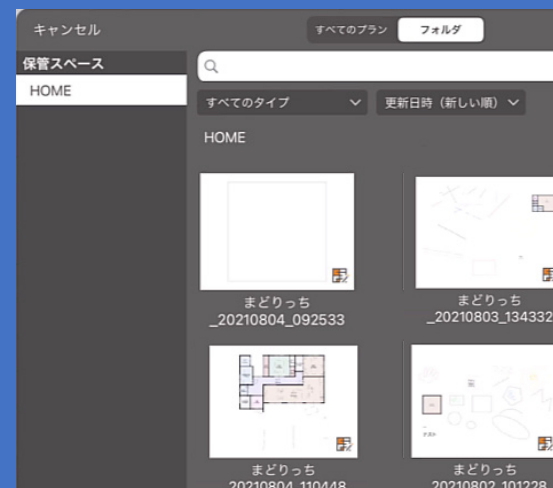 キャンセル
すべてのプラン
フォルダ
保管スペース
HOME
すべてのタイプ
更新日時（新しい順）
HOME
まどりっち
_20210804_092533
まどりっち
_20210803_134332
まどりっち
20210804_110448
まどりっち
20210802_101228